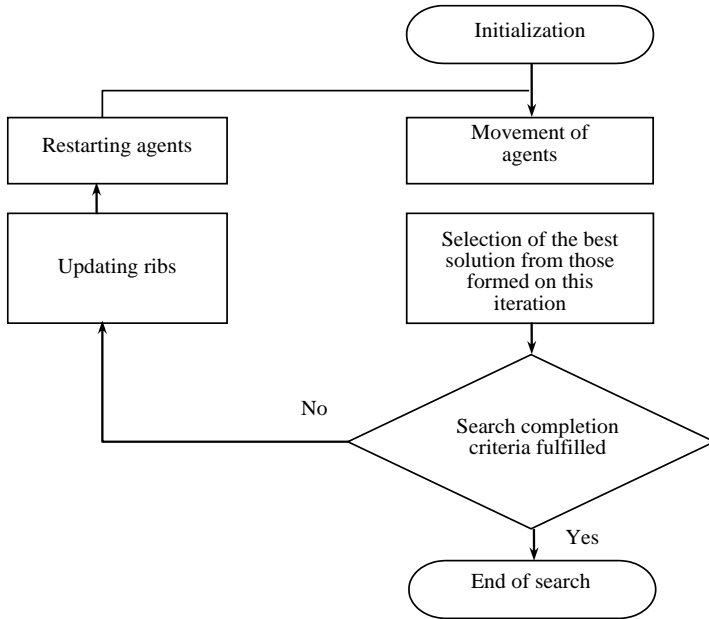 Initialization
Restarting agents
Movement of
agents
Updating ribs
Selection of the best
solution from those
formed on this
iteration
No
Search completion
criteria fulfilled
Yes
End of search